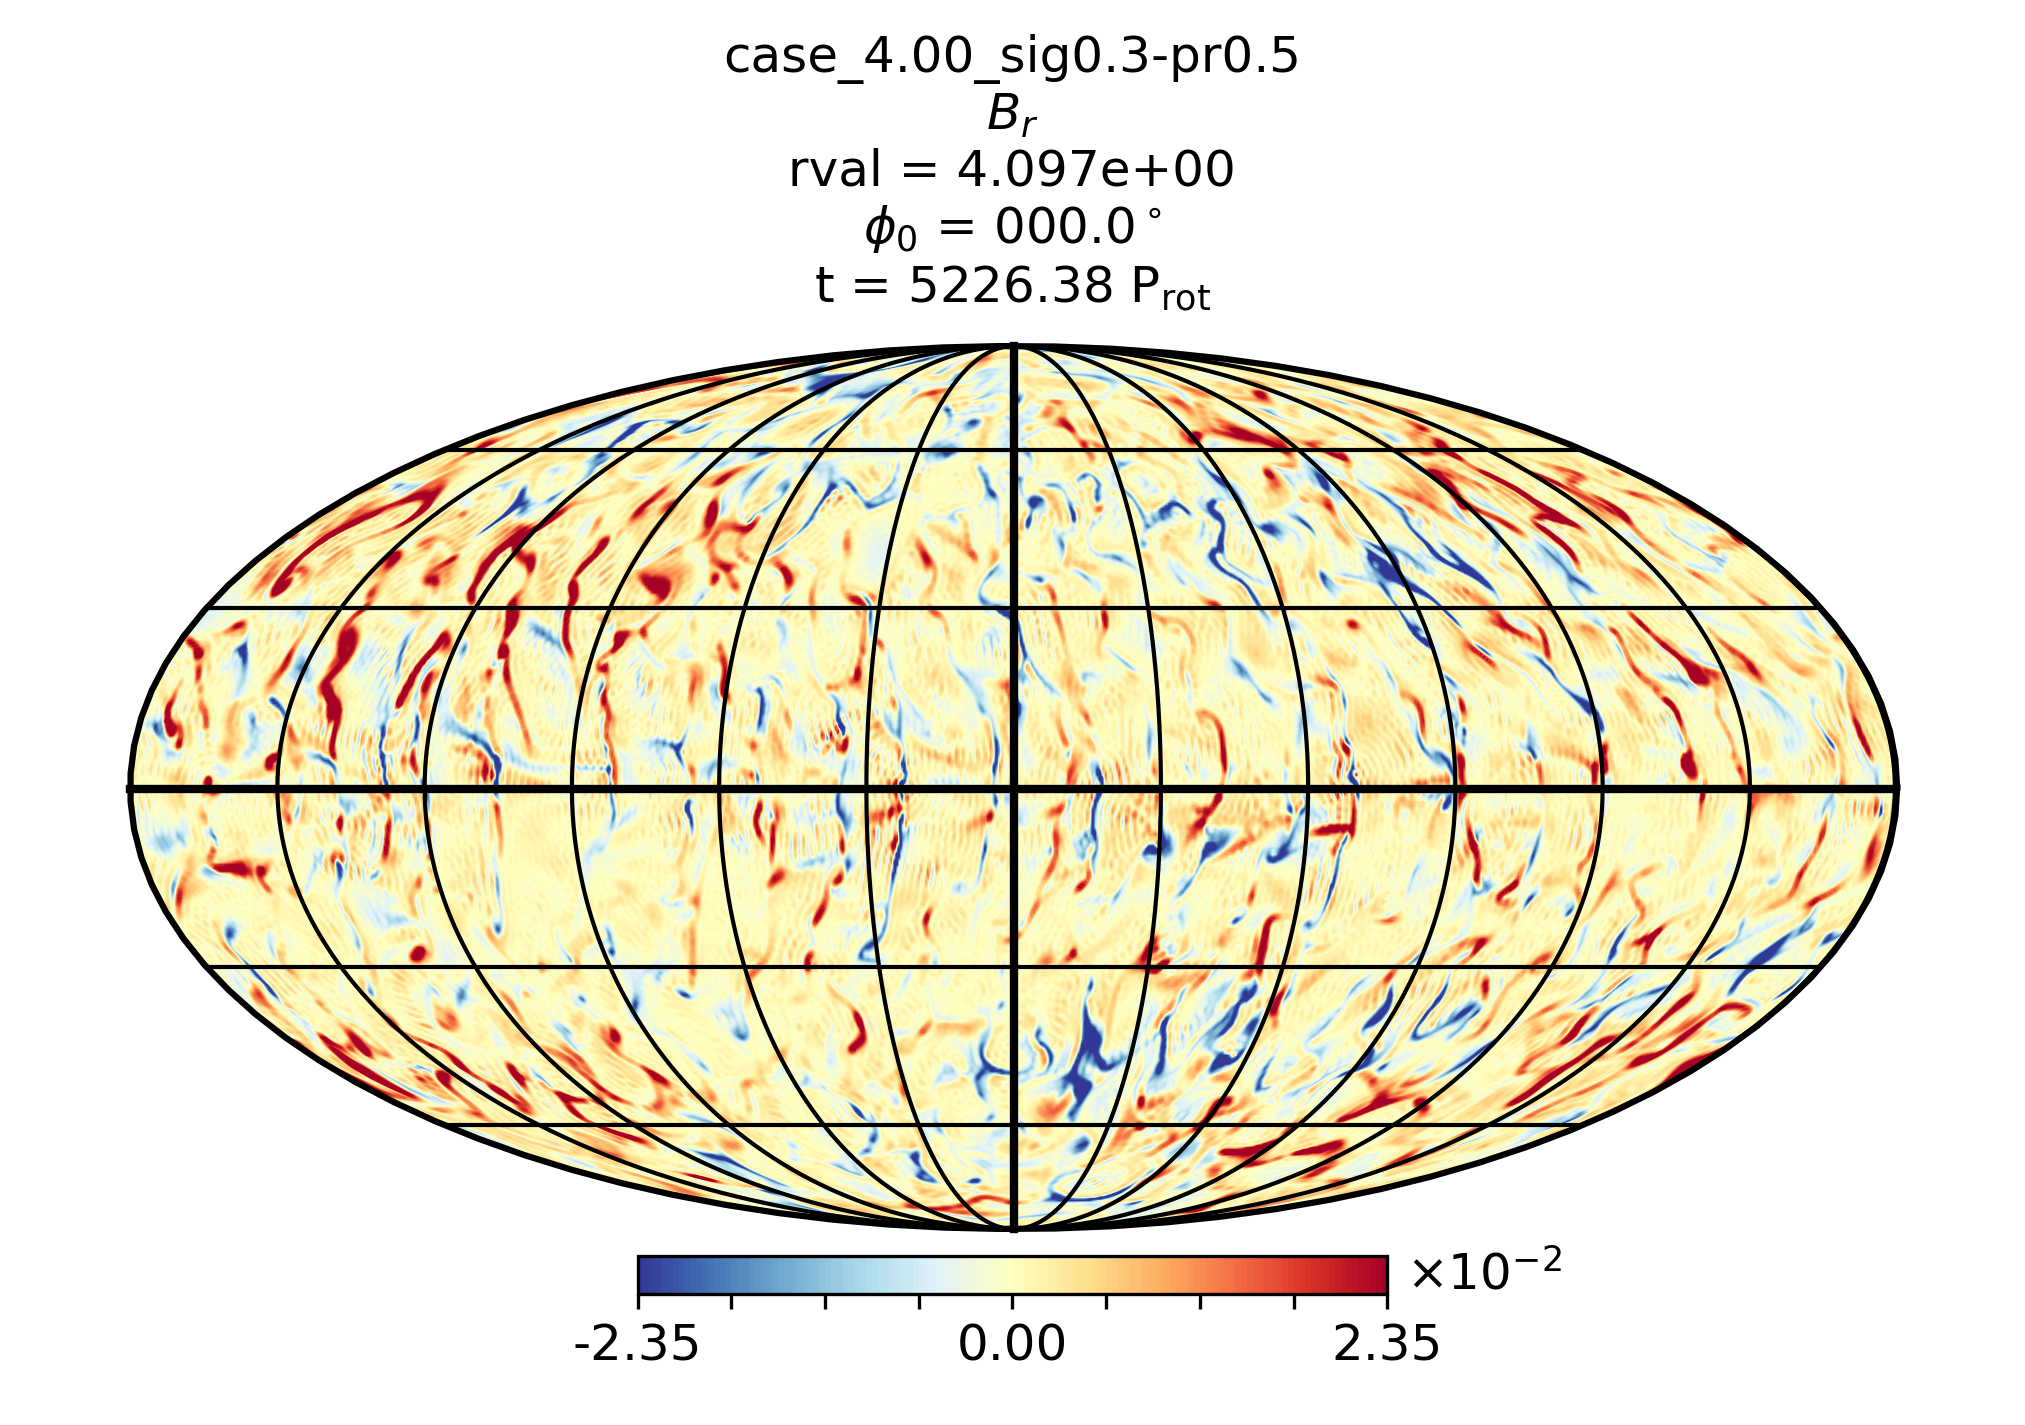 case_4.00_sig0.3-pr0.5
B_r
rval = 4.097e+00
ϕ₀ = 000.0°
t = 5226.38 P_rot
×10⁻²
-2.35 0.00 2.35